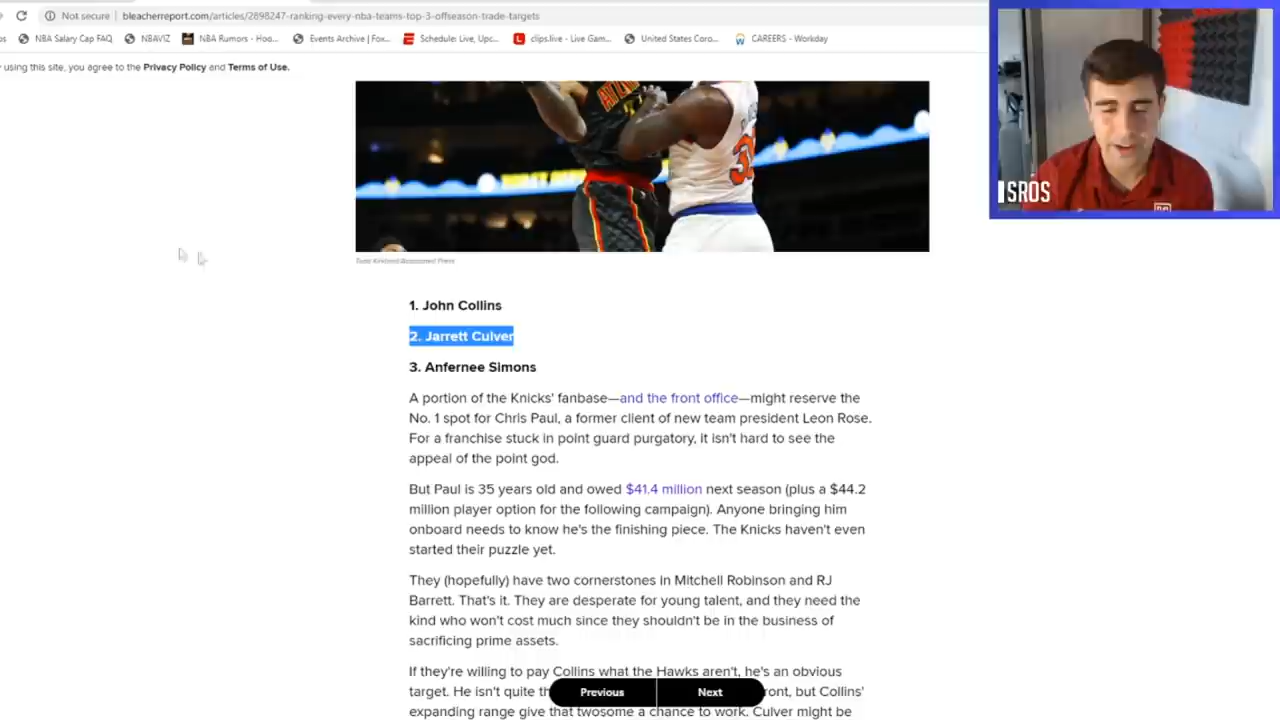 Not secure | bleacherreport.com/articles/2898247-ranking-every-nba-teams-top-3-offseason-trade-targets
NBA Salary Cap FAQ NBAVIZ NBA Rumors - Hoo... Events Archive | Fox... Schedule: Live, Upc... clips.live - Live Gam... United States Coro... CAREERS - Workday
using this site, you agree to the Privacy Policy and Terms of Use.
ATLAN
SROS
Todd Kirkland/Associated Press
1. John Collins
2. Jarrett Culver
3. Anfernee Simons
A portion of the Knicks' fanbase—and the front office—might reserve the
No. 1 spot for Chris Paul, a former client of new team president Leon Rose.
For a franchise stuck in point guard purgatory, it isn't hard to see the
appeal of the point god.
But Paul is 35 years old and owed $41.4 million next season (plus a $44.2
million player option for the following campaign). Anyone bringing him
onboard needs to know he's the finishing piece. The Knicks haven't even
started their puzzle yet.
They (hopefully) have two cornerstones in Mitchell Robinson and RJ
Barrett. That's it. They are desperate for young talent, and they need the
kind who won't cost much since they shouldn't be in the business of
sacrificing prime assets.
If they're willing to pay Collins what the Hawks aren't, he's an obvious
target. He isn't quite th ront, but Collins'
Previous Next
expanding range give that twosome a chance to work. Culver might be